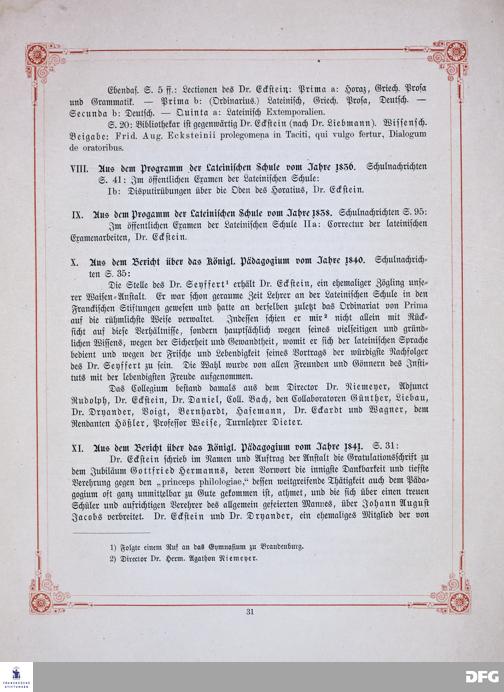 Ebendas. S. 5 ff.: Lectionen des Dr. Eckstein: Prima a: Horaz, Griech. Prosa
und Grammatik. — Prima b: (Ordinarius.) Lateinisch, Griech. Prosa, Deutsch. —
Secunda b: Deutsch. — Quinta a: Lateinisch Extemporalien.
S. 20: Bibliothekar ist gegenwärtig Dr. Eckstein (nach Dr. Liebmann). Wissensch.
Beigabe: Frid. Aug. Ecksteinii prolegomena in Taciti, qui vulgo fertur, Dialogum
de oratoribus.
VIII. Aus dem Programm der Lateinischen Schule vom Jahre 1836. Schulnachrichten
S. 41: Im öffentlichen Examen der Lateinischen Schule:
Ib: Disputirübungen über die Oden des Horatius, Dr. Eckstein.
IX. Aus dem Progamm der Lateinischen Schule vom Jahre 1838. Schulnachrichten S. 95:
Im öffentlichen Examen der Lateinischen Schule IIa: Correctur der lateinischen
Examenarbeiten, Dr. Eckstein.
X. Aus dem Bericht über das Königl. Pädagogium vom Jahre 1840. Schulnachrich-
ten S. 35:
Die Stelle des Dr. Seyffert¹ erhält Dr. Eckstein, ein ehemaliger Zögling unse-
rer Waisen-Anstalt. Er war schon geraume Zeit Lehrer an der Lateinischen Schule in den
Franckischen Stiftungen gewesen und hatte an derselben zuletzt das Ordinariat von Prima
auf die rühmlichste Weise verwaltet. Indessen schien er mir² nicht allein mit Rück-
sicht auf diese Verhältnisse, sondern hauptsächlich wegen seines vielseitigen und gründ-
lichen Wissens, wegen der Sicherheit und Gewandtheit, womit er sich der lateinischen Sprache
bedient und wegen der Frische und Lebendigkeit seines Vortrags der würdigste Nachfolger
des Dr. Seyffert zu sein. Die Wahl wurde von allen Freunden und Gönnern des Insti-
tuts mit der lebendigsten Freude aufgenommen.
Das Collegium bestand damals aus dem Director Dr. Niemeyer, Adjunct
Rudolph, Dr. Eckstein, Dr. Daniel, Coll. Bach, den Collaboratoren Günther, Liebau,
Dr. Dryander, Voigt, Bernhardt, Hasemann, Dr. Eckardt und Wagner, dem
Rendanten Hößler, Professor Weise, Turnlehrer Dieter.
XI. Aus dem Bericht über das Königl. Pädagogium vom Jahre 1841. S. 31:
Dr. Eckstein schrieb im Namen und Auftrag der Anstalt die Gratulationsschrift zu
dem Jubiläum Gottfried Hermanns, deren Vorwort die innigste Dankbarkeit und tiefste
Verehrung gegen den „princeps philologiae,“ dessen weitgreifende Thätigkeit auch dem Päda-
gogium oft ganz unmittelbar zu Gute gekommen ist, athmet, und die sich über einen treuen
Schüler und aufrichtigen Verehrer des allgemein gefeierten Mannes, über Johann August
Jacobs verbreitet. Dr. Eckstein und Dr. Dryander, ein ehemaliges Mitglied der von
1) Folgte einem Ruf an das Gymnasium zu Brandenburg.
2) Director Dr. Herm. Agathon Niemeyer.
31
FRANCKESCHE
STIFTUNGEN
DFG